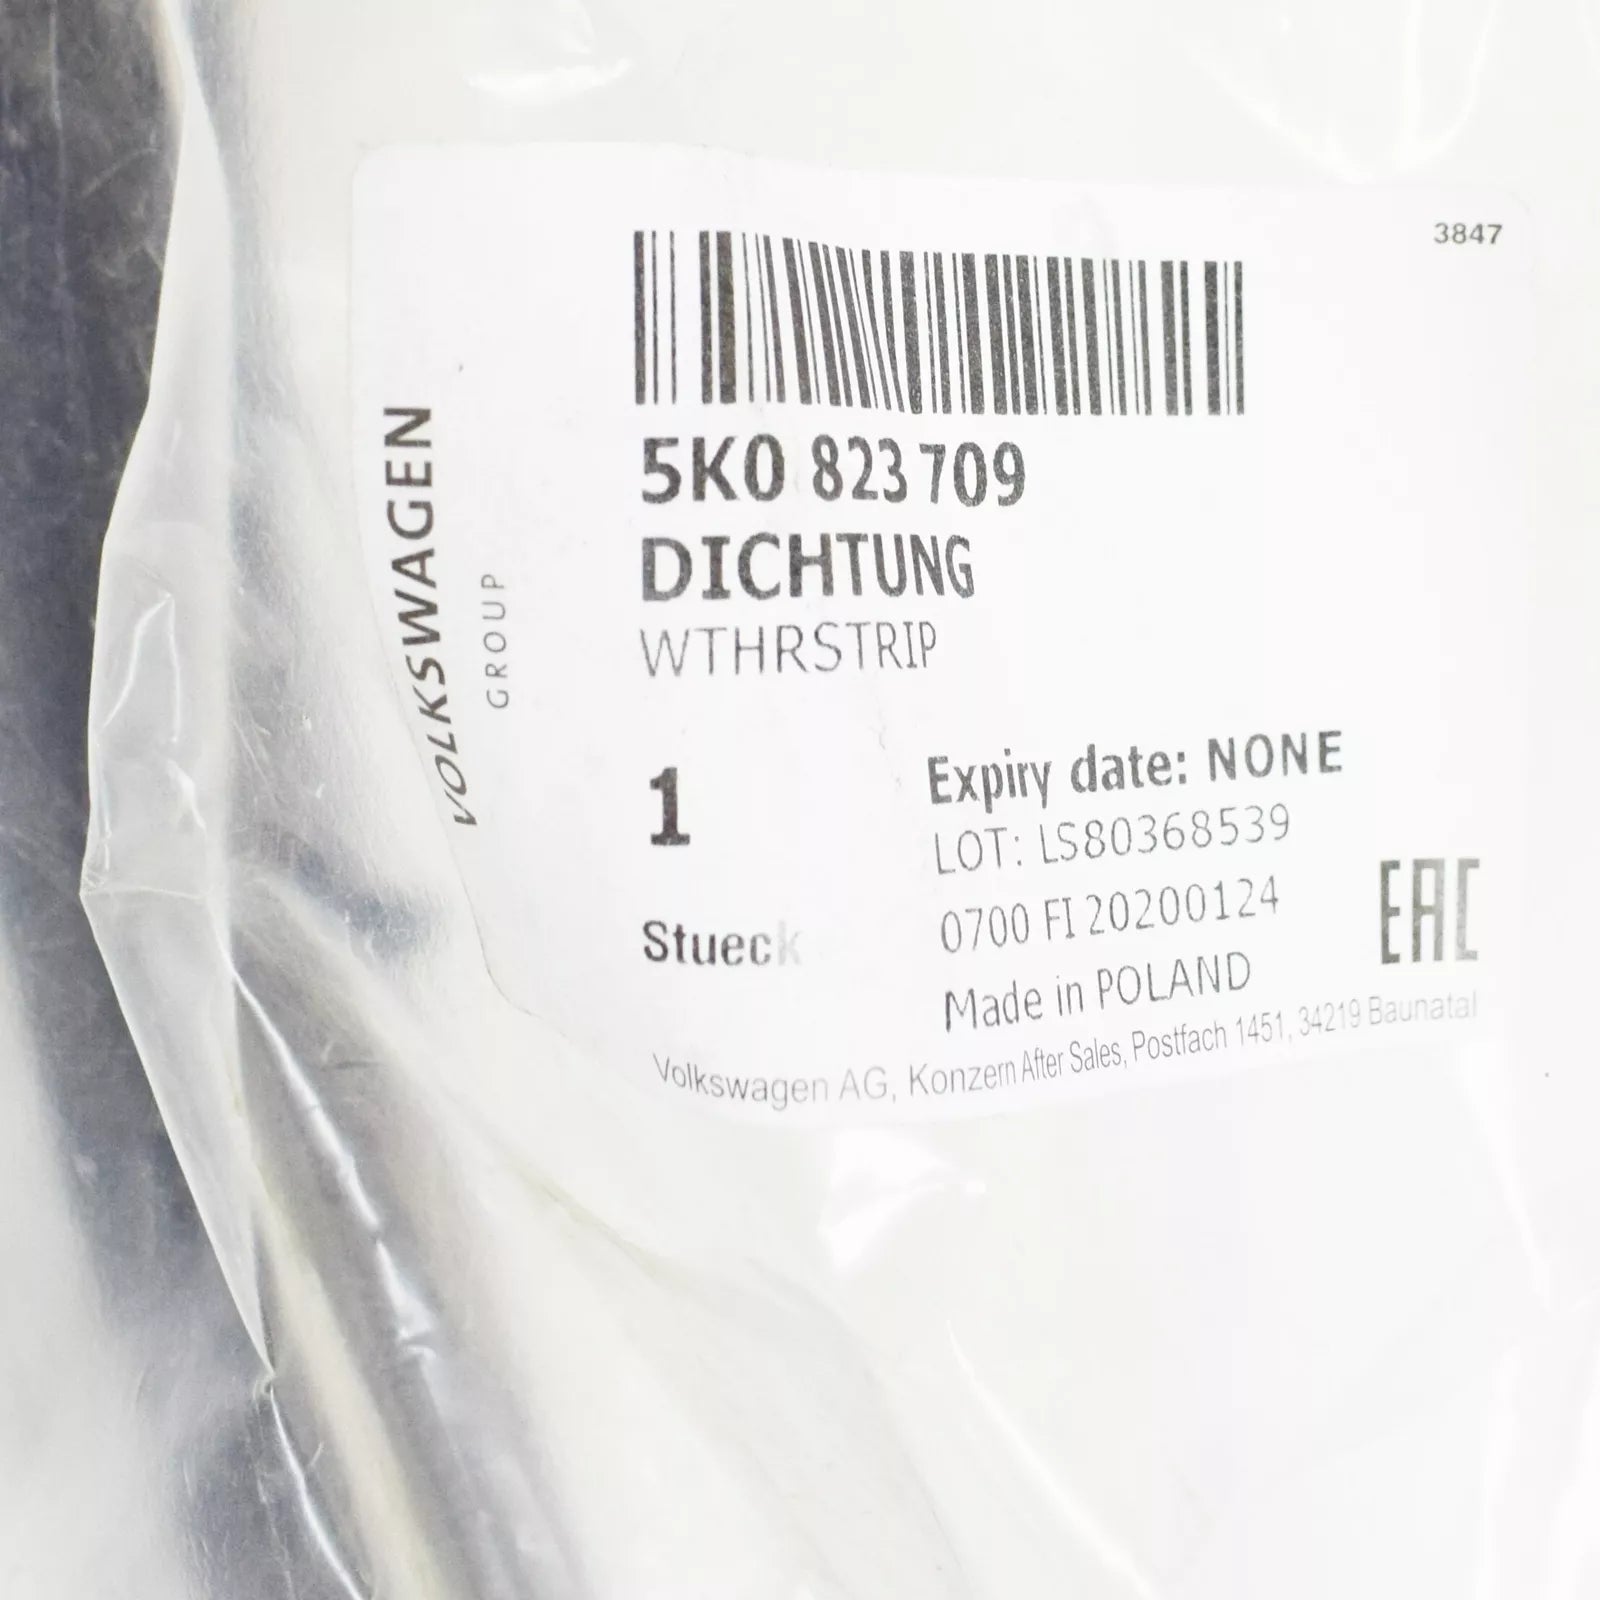 3847
VOLKSWAGEN
GROUP
5K0 823 709
DICHTUNG
WTHRSTRIP
1
Stueck
Expiry date: NONE
LOT: LS80368539
0700 FI 20200124
Made in POLAND
EAC
Volkswagen AG, Konzern After Sales, Postfach 1451, 34219 Baunatal